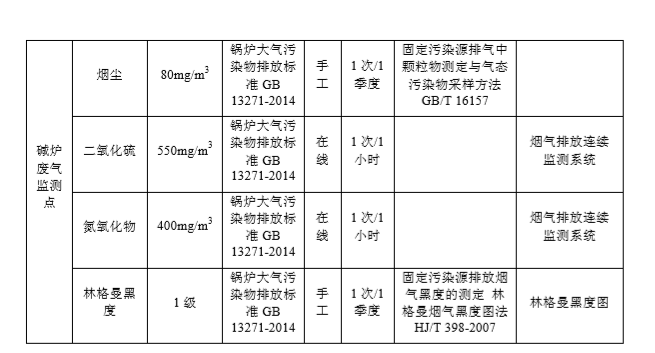 碱炉
废气
监测
点
烟尘
80mg/m³
锅炉大气污
染物排放标
准 GB
13271-2014
手
工
1 次/1
季度
固定污染源排气中
颗粒物测定与气态
污染物采样方法
GB/T 16157
二氧化硫
550mg/m³
锅炉大气污
染物排放标
准 GB
13271-2014
在
线
1 次/1
小时
烟气排放连续
监测系统
氮氧化物
400mg/m³
锅炉大气污
染物排放标
准 GB
13271-2014
在
线
1 次/1
小时
烟气排放连续
监测系统
林格曼黑
度
1 级
锅炉大气污
染物排放标
准 GB
13271-2014
手
工
1 次/1
季度
固定污染源排放烟
气黑度的测定 林
格曼烟气黑度图法
HJ/T 398-2007
林格曼黑度图